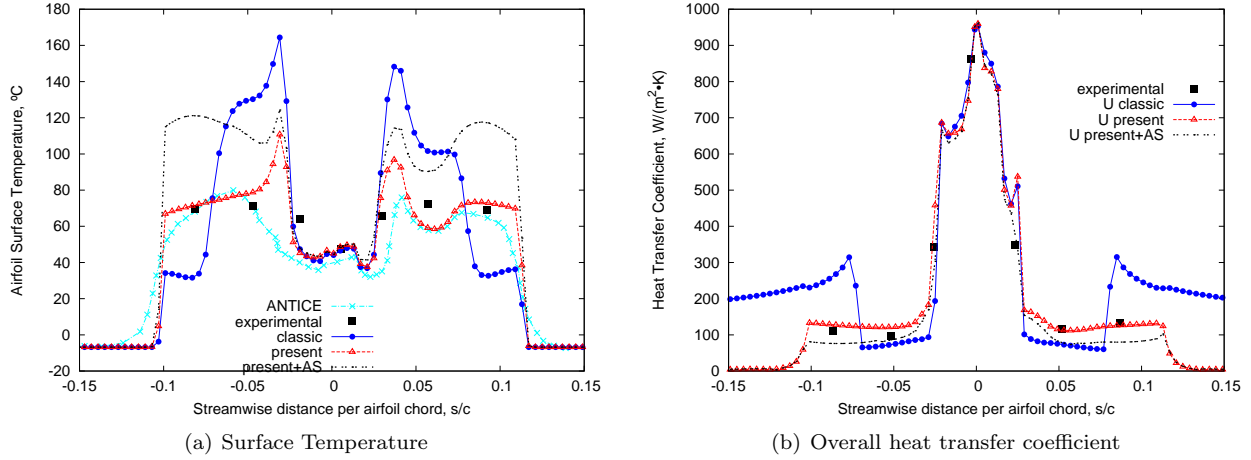 180
160
140
120
100
80
60
40
20
0
-20
Airfoil Surface Temperature, ºC
ANTICE
experimental
classic
present
present+AS
-0.15
-0.1
-0.05
0
0.05
0.1
0.15
Streamwise distance per airfoil chord, s/c
(a) Surface Temperature
1000
900
800
700
600
500
400
300
200
100
0
Heat Transfer Coefficient, W/(m²•K)
experimental
U classic
U present
U present+AS
-0.15
-0.1
-0.05
0
0.05
0.1
0.15
Streamwise distance per airfoil chord, s/c
(b) Overall heat transfer coefficient